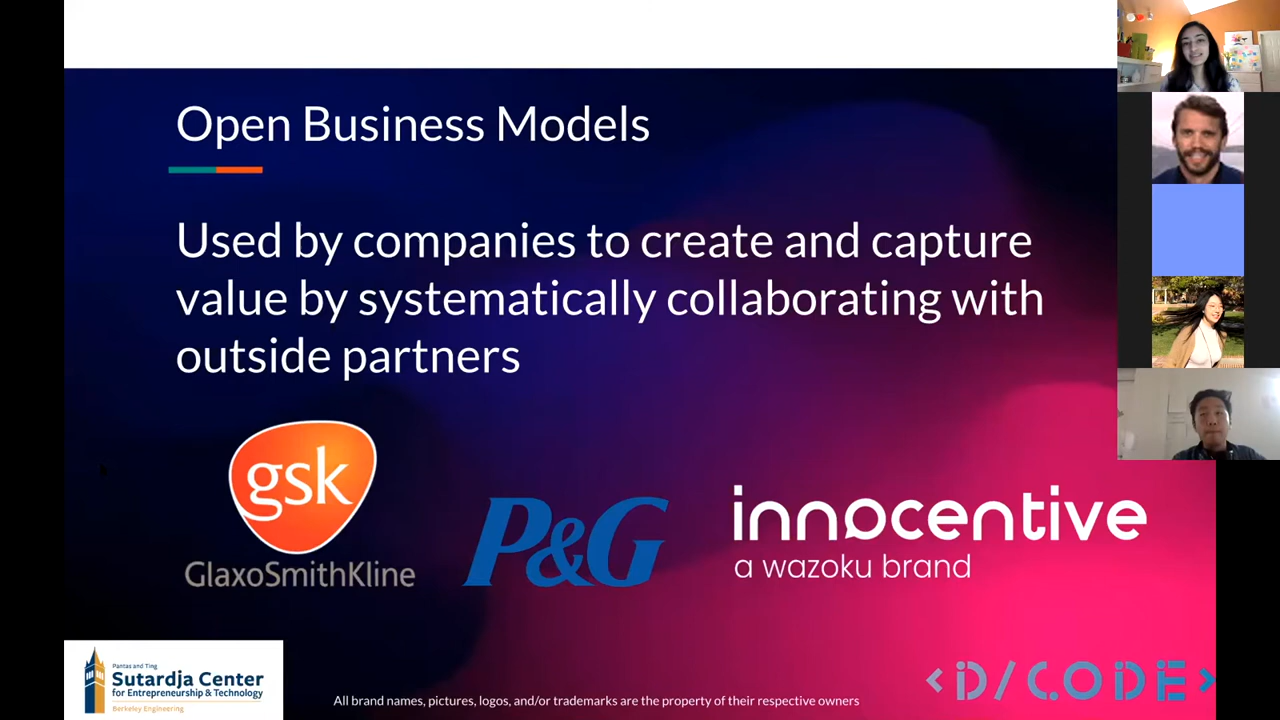 Open Business Models
Used by companies to create and capture
value by systematically collaborating with
outside partners
gsk
GlaxoSmithKline
P&G
innocentive
a wazoku brand
Pantas and Ting
Sutardja Center
for Entrepreneurship & Technology
Berkeley Engineering
All brand names, pictures, logos, and/or trademarks are the property of their respective owners
<D/CODE>